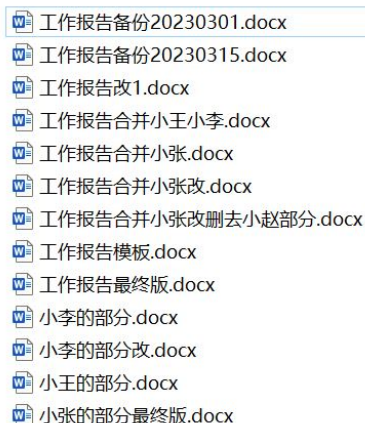 工作报告备份20230301.docx
工作报告备份20230315.docx
工作报告改1.docx
工作报告合并小王小李.docx
工作报告合并小张.docx
工作报告合并小张改.docx
工作报告合并小张改删去小赵部分.docx
工作报告模板.docx
工作报告最终版.docx
小李的部分.docx
小李的部分改.docx
小王的部分.docx
小张的部分最终版.docx